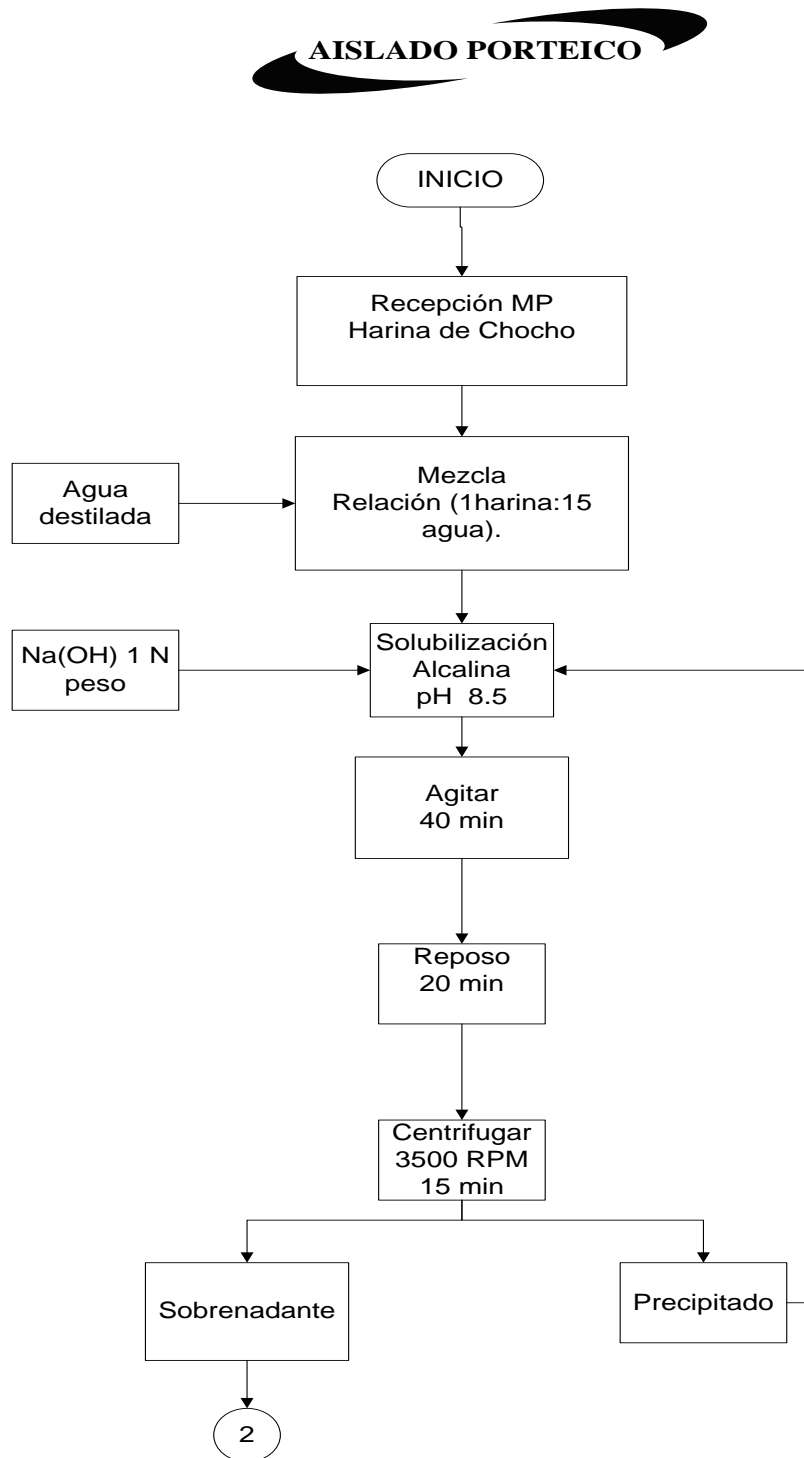 AISLADO PORTEICO
INICIO
Recepción MP
Harina de Chocho
Mezcla
Relación (1harina:15
agua).
Agua
destilada
Solubilización
Alcalina
pH 8.5
Na(OH) 1 N
peso
Agitar
40 min
Reposo
20 min
Centrifugar
3500 RPM
15 min
Sobrenadante
Precipitado
2